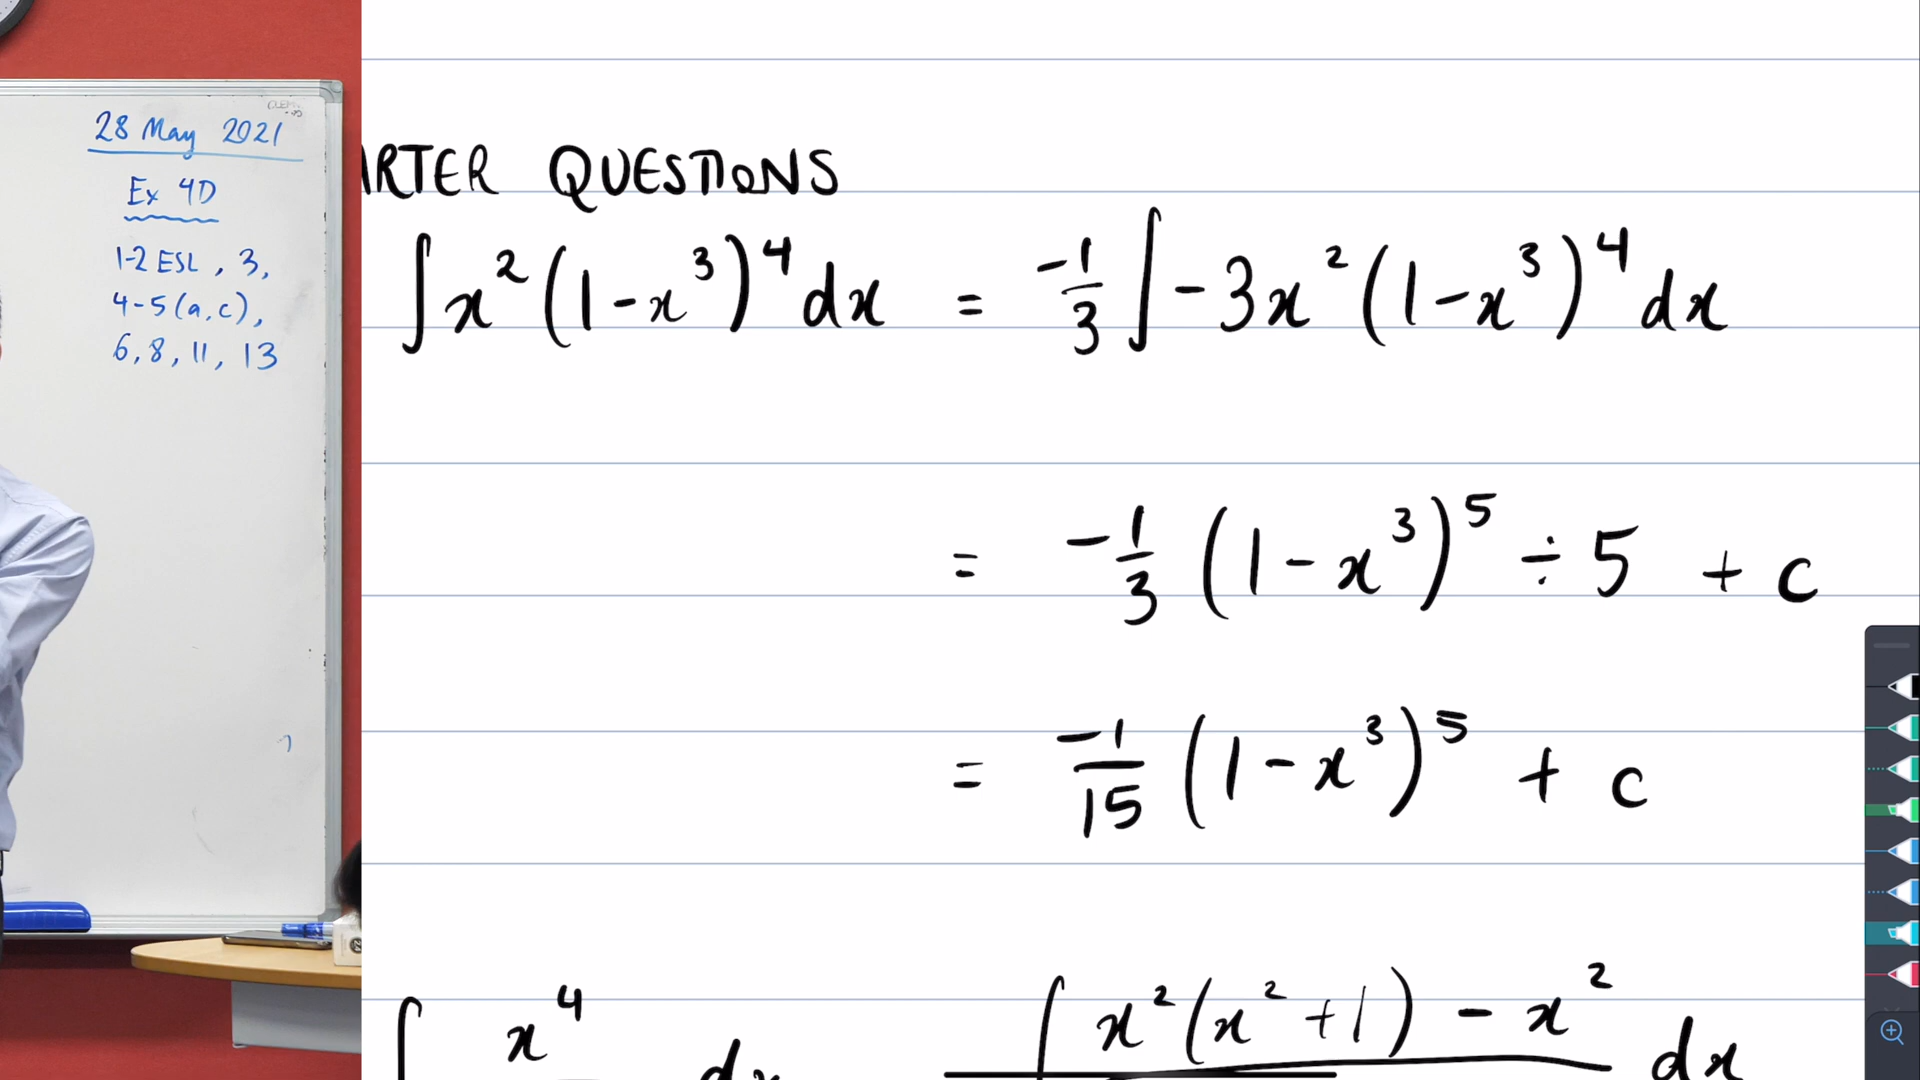 28 May 2021
Ex 4D
1-2 ESL, 3,
4-5(a,c),
6, 8, 11, 13
ARTER QUESTIONS
∫x²(1-x³)⁴dx = -1/3 ∫-3x²(1-x³)⁴dx
= -1/3 (1-x³)⁵ ÷ 5 + c
= -1/15 (1-x³)⁵ + c
∫ x⁴ dx ∫ x²(x²+1) - x² dx